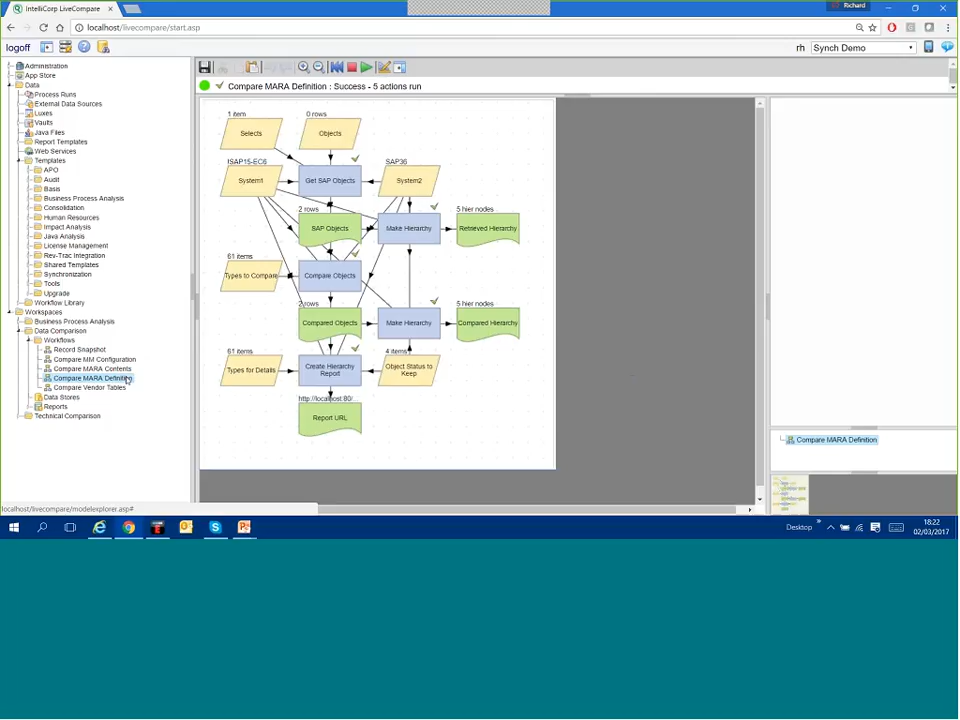 IntelliCorp LiveCompare
Richard
localhost/livecompare/start.asp
logoff
rh
Synch Demo
Compare MARA Definition : Success - 5 actions run
Administration
App Store
Data
Process Runs
External Data Sources
Luxes
Vaults
Java Files
Report Templates
Web Services
Templates
APO
Audit
Basis
Business Process Analysis
Consolidation
Human Resources
Impact Analysis
Java Analysis
License Management
Rev-Trac Integration
Shared Templates
Synchronization
Tools
Upgrade
Workflow Library
Workspaces
Business Process Analysis
Data Comparison
Workflows
Record Snapshot
Compare MM Configuration
Compare MARA Contents
Compare MARA Definition
Compare Vendor Tables
Data Stores
Reports
Technical Comparison
1 item
0 rows
Selects
Objects
ISAP15-EC6
SAP36
System1
Get SAP Objects
System2
2 rows
5 hier nodes
SAP Objects
Make Hierarchy
Retrieved Hierarchy
61 items
Types to Compare
Compare Objects
2 rows
5 hier nodes
Compared Objects
Make Hierarchy
Compared Hierarchy
61 items
4 items
Types for Details
Create Hierarchy Report
Object Status to Keep
http://localhost:80/...
Report URL
Compare MARA Definition
localhost/livecompare/modelexplorer.asp#
Desktop
18:22
02/03/2017